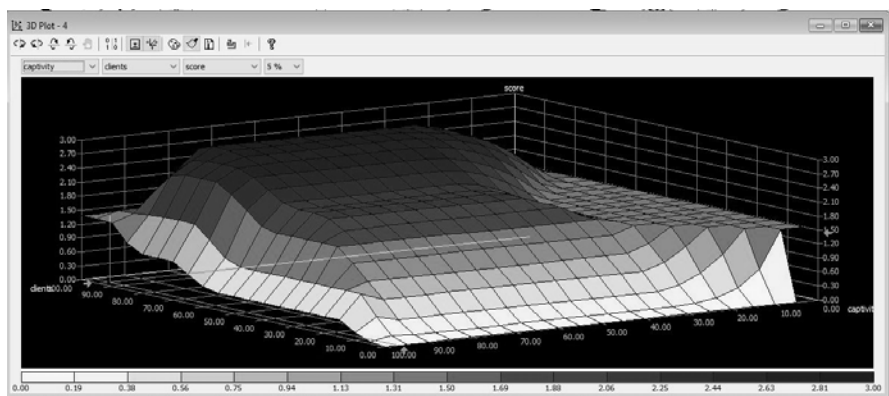 3D Plot - 4
captivity clients score 5 %
score
3.00 3.00
2.70 2.70
2.40 2.40
2.10 2.10
1.80 1.80
1.50 1.50
1.20 1.20
0.90 0.90
0.60 0.60
0.30 0.30
0.00 0.00
clients 100.00 90.00 80.00 70.00 60.00 50.00 40.00 30.00 20.00 10.00 0.00
100.00 90.00 80.00 70.00 60.00 50.00 40.00 30.00 20.00 10.00 0.00 captivit
0.00 0.19 0.38 0.56 0.75 0.94 1.13 1.31 1.50 1.69 1.88 2.06 2.25 2.44 2.63 2.81 3.00